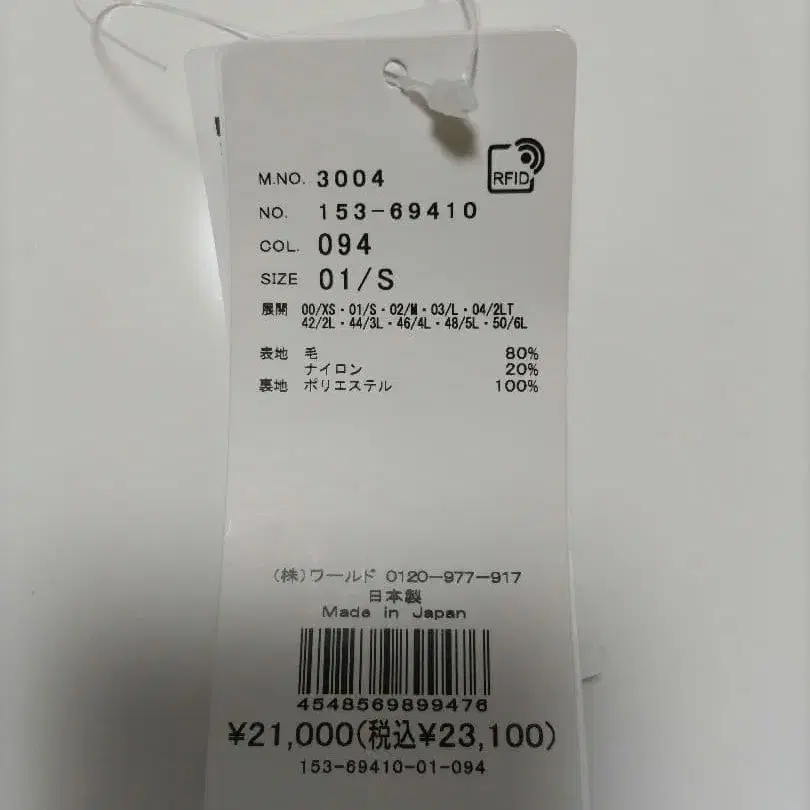 RFID
M.NO. 3004
NO. 153-69410
COL. 094
SIZE 01/S
展開 00/XS・01/S・02/M・03/L・04/2LT
42/2L・44/3L・46/4L・48/5L・50/6L
表地 毛 80%
ナイロン 20%
裏地 ポリエステル 100%
(株)ワールド 0120-977-917
日本製
Made in Japan
4548569899476
¥21,000(税込¥23,100)
153-69410-01-094